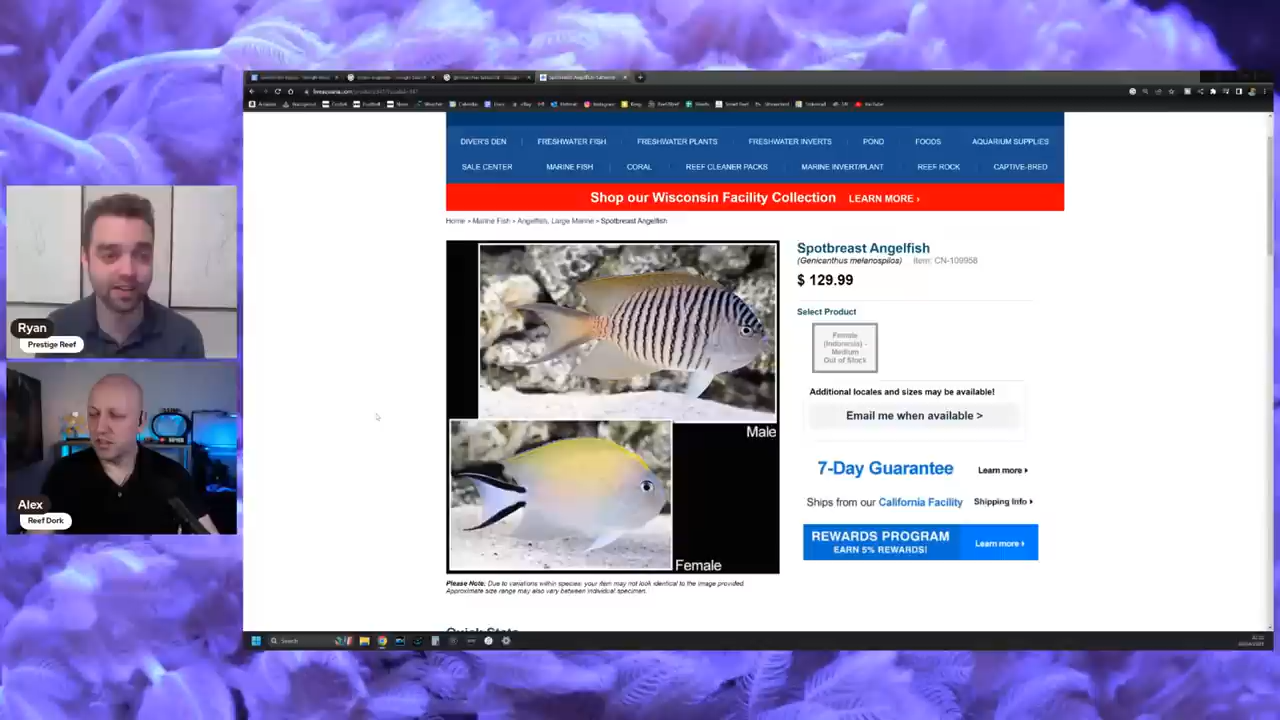 DIVER'S DEN FRESHWATER FISH FRESHWATER PLANTS FRESHWATER INVERTS POND FOODS AQUARIUM SUPPLIES
SALE CENTER MARINE FISH CORAL REEF CLEANER PACKS MARINE INVERT/PLANT REEF ROCK CAPTIVE-BRED
Shop our Wisconsin Facility Collection LEARN MORE ›
Home » Marine Fish » Angelfish, Large Marine » Spotbreast Angelfish
Spotbreast Angelfish
(Genicanthus melanospilos) Item: CN-109958
$ 129.99
Select Product
Female
(Indonesia) -
Medium
Out of Stock
Additional locales and sizes may be available!
Email me when available >
Male
Female
7-Day Guarantee Learn more
Ships from our California Facility Shipping Info
REWARDS PROGRAM
EARN 5% REWARDS!
Learn more
Please Note: Due to variations within species, your item may not look identical to the image provided.
Approximate size range may also vary between individual specimen.
Quick Stats
Search
Ryan
Prestige Reef
Alex
Reef Dork